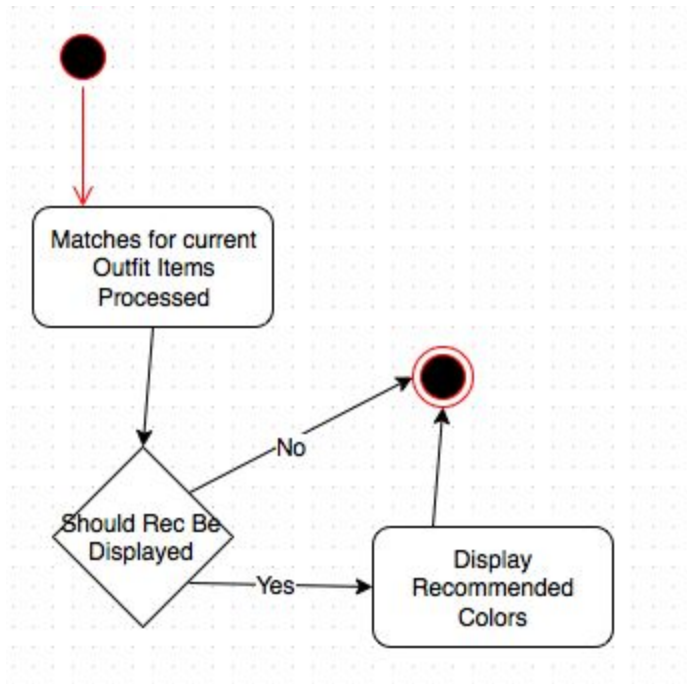 Matches for current
Outfit Items
Processed
No
Should Rec Be
Displayed
Yes
Display
Recommended
Colors